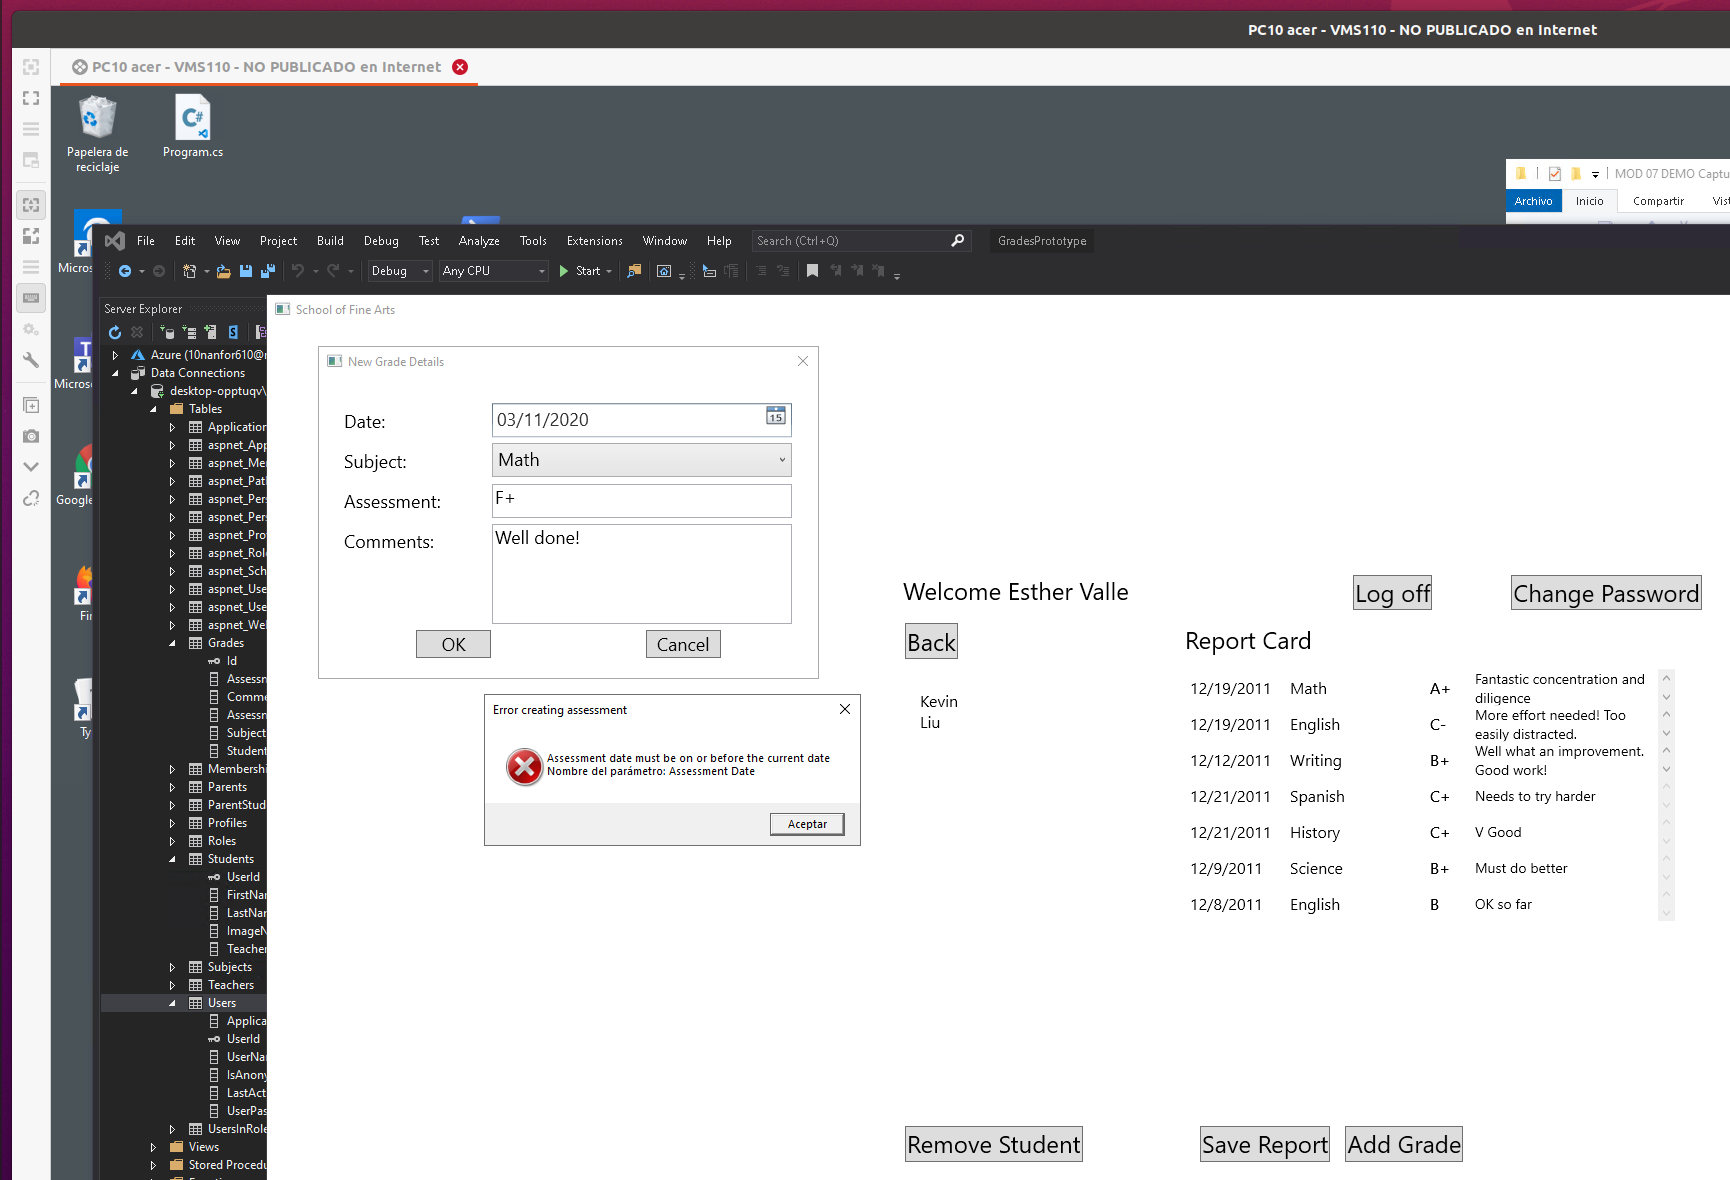 PC10 acer - VMS110 - NO PUBLICADO en Internet
PC10 acer - VMS110 - NO PUBLICADO en Internet
Papelera de
reciclaje
Program.cs
MOD 07 DEMO Captu
Archivo Inicio Compartir Vist
File Edit View Project Build Debug Test Analyze Tools Extensions Window Help Search (Ctrl+Q) GradesPrototype
Micros
Debug Any CPU Start
Server Explorer
School of Fine Arts
Azure (10nanfor610@
Data Connections
desktop-opptuqv\
Tables
Application
aspnet_App
aspnet_Me
aspnet_Pat
aspnet_Per
aspnet_Per
aspnet_Pro
aspnet_Role
aspnet_Sch
aspnet_Use
aspnet_Use
aspnet_We
Grades
Id
Assessn
Comme
Assessn
Subject
Student
Membershi
Parents
ParentStud
Profiles
Roles
Students
UserId
FirstNar
LastNar
ImageN
Teacher
Subjects
Teachers
Users
Applica
UserId
UserNar
IsAnony
LastAct
UserPas
UsersInRole
Views
Stored Procedu
Micros
Google
Fir
Ty
New Grade Details
Date: 03/11/2020
15
Subject: Math
Assessment: F+
Comments: Well done!
OK Cancel
Error creating assessment
Assessment date must be on or before the current date
Nombre del parámetro: Assessment Date
Aceptar
Welcome Esther Valle
Log off Change Password
Back
Report Card
Kevin
Liu
12/19/2011 Math A+ Fantastic concentration and
diligence
12/19/2011 English C- More effort needed! Too
easily distracted.
12/12/2011 Writing B+ Well what an improvement.
Good work!
12/21/2011 Spanish C+ Needs to try harder
12/21/2011 History C+ V Good
12/9/2011 Science B+ Must do better
12/8/2011 English B OK so far
Remove Student Save Report Add Grade